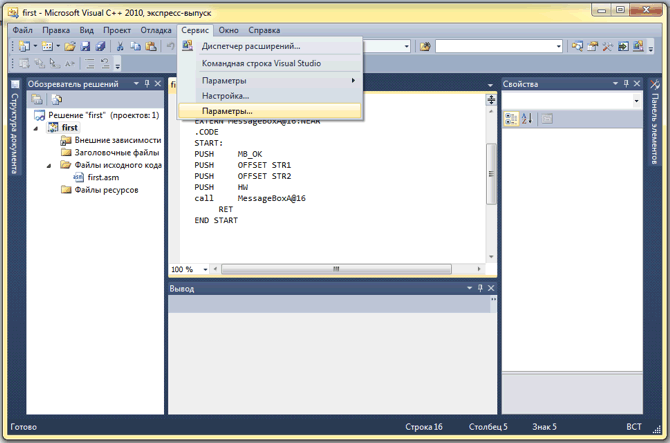 first - Microsoft Visual C++ 2010, экспресс-выпуск
Файл Правка Вид Проект Отладка Сервис Окно Справка
Диспетчер расширений...
Командная строка Visual Studio
Параметры
Настройка...
Параметры...
Структура документа
Обозреватель решений
Решение "first" (проектов: 1)
first
Внешние зависимости
Заголовочные файлы
Файлы исходного кода
first.asm
Файлы ресурсов
EXTERN MessageBoxA@16:NEAR
.CODE
START:
PUSH MB_OK
PUSH OFFSET STR1
PUSH OFFSET STR2
PUSH HW
call MessageBoxA@16
RET
END START
100 %
Вывод
Свойства
Панель элементов
Готово Строка 16 Столбец 5 Знак 5 ВСТ